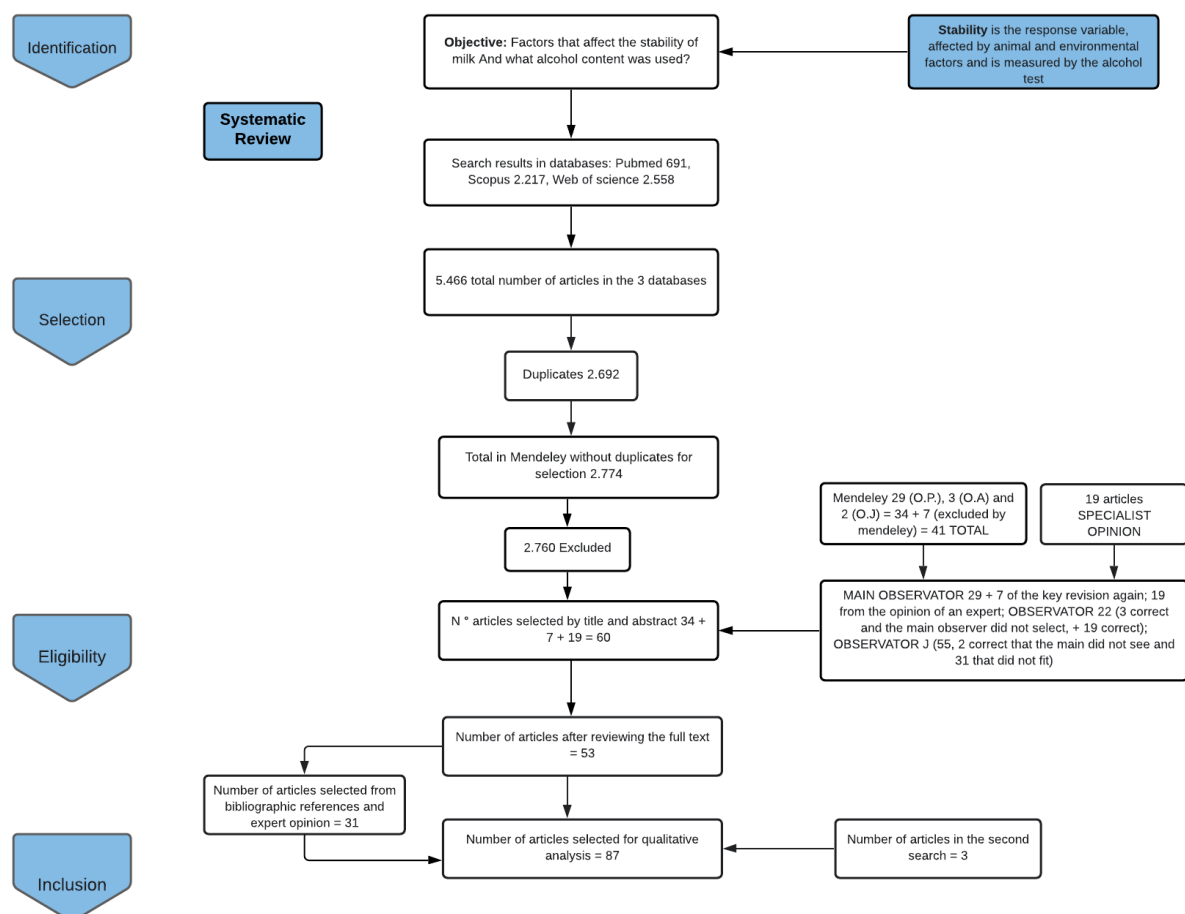 Identification
Objective: Factors that affect the stability of
milk And what alcohol content was used?
Stability is the response variable,
affected by animal and environmental
factors and is measured by the alcohol
test
Systematic
Review
Search results in databases: Pubmed 691,
Scopus 2.217, Web of science 2.558
Selection
5.466 total number of articles in the 3 databases
Duplicates 2.692
Total in Mendeley without duplicates for
selection 2.774
2.760 Excluded
Mendeley 29 (O.P.), 3 (O.A) and
2 (O.J) = 34 + 7 (excluded by
mendeley) = 41 TOTAL
19 articles
SPECIALIST
OPINION
Eligibility
N ° articles selected by title and abstract 34 +
7 + 19 = 60
MAIN OBSERVATOR 29 + 7 of the key revision again; 19
from the opinion of an expert; OBSERVATOR 22 (3 correct
and the main observer did not select, + 19 correct);
OBSERVATOR J (55, 2 correct that the main did not see and
31 that did not fit)
Number of articles after reviewing the full text
= 53
Number of articles selected from
bibliographic references and
expert opinion = 31
Inclusion
Number of articles selected for qualitative
analysis = 87
Number of articles in the second
search = 3